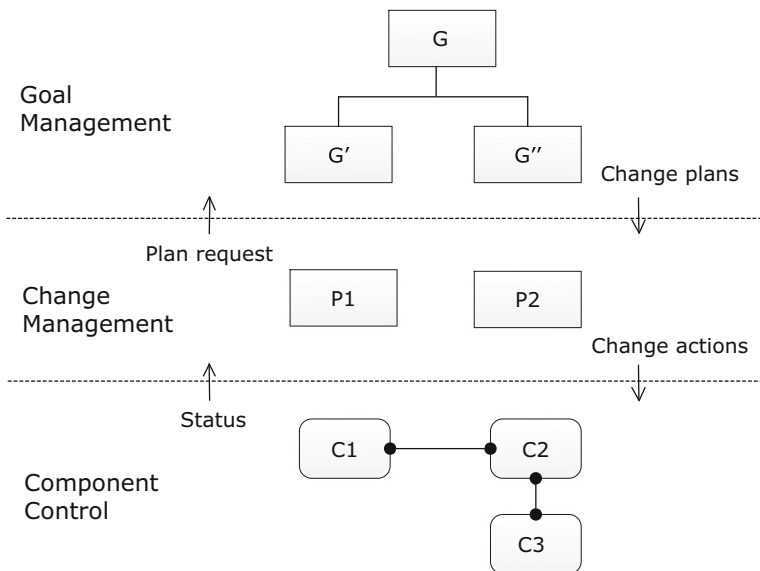 G
Goal
Management
G′
G′′
Change plans
Plan request
Change
Management
P1
P2
Change actions
Status
C1
C2
Component
Control
C3